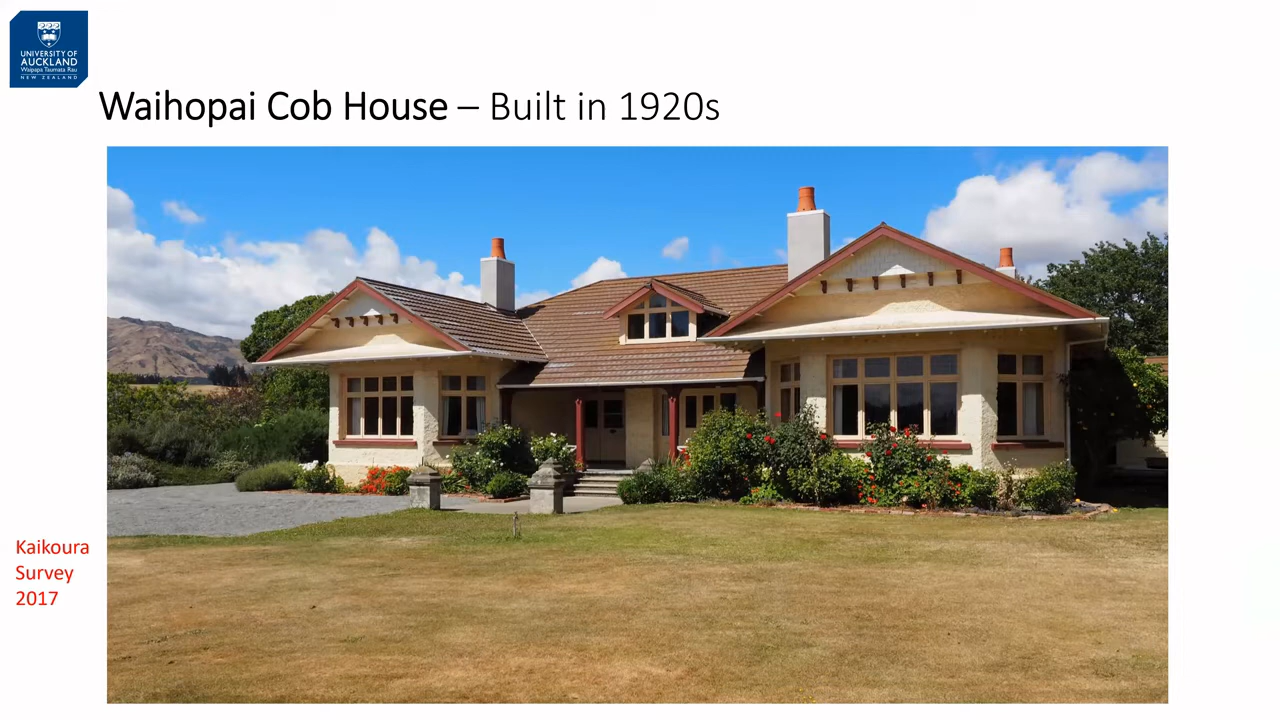 UNIVERSITY OF
AUCKLAND
Waipapa Taumata Rau
NEW ZEALAND
Waihopai Cob House – Built in 1920s
Kaikoura
Survey
2017